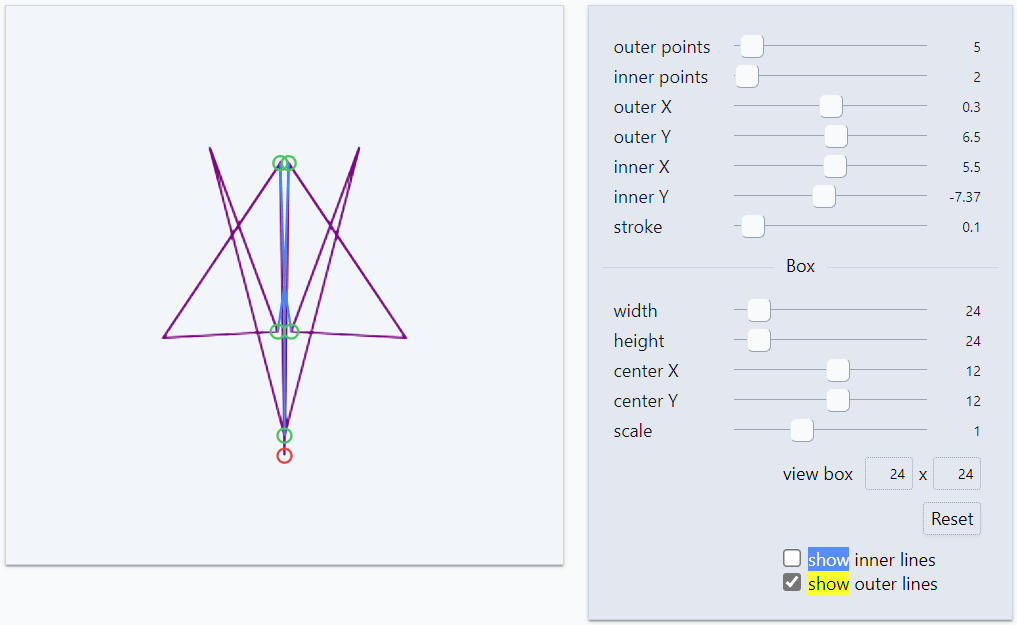 outer points 5
inner points 2
outer X 0.3
outer Y 6.5
inner X 5.5
inner Y -7.37
stroke 0.1
Box
width 24
height 24
center X 12
center Y 12
scale 1
view box 24 x 24
Reset
show inner lines
show outer lines